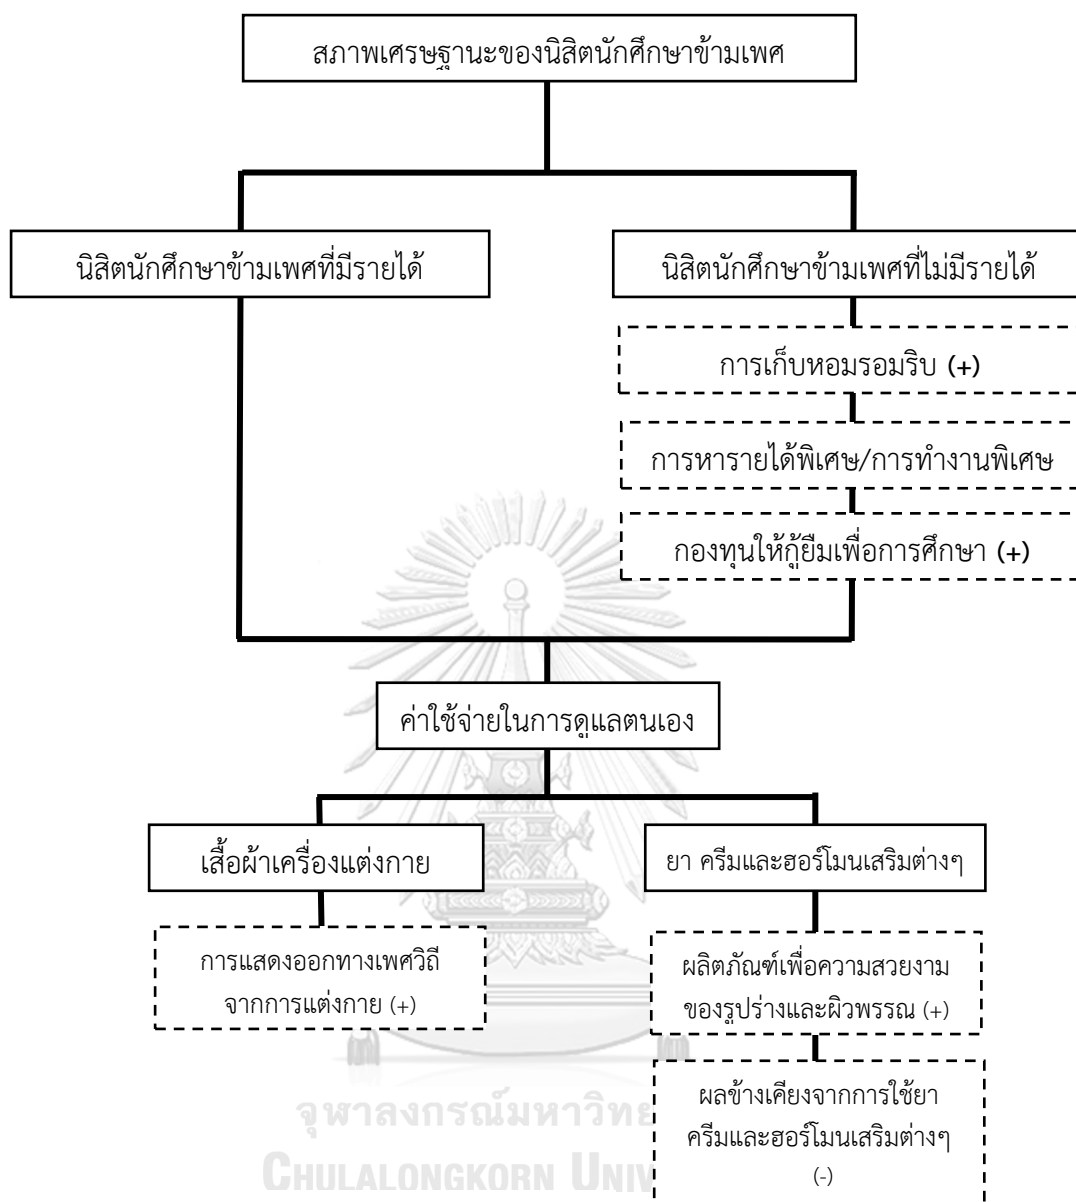 สภาพเศรษฐานะของนิสิตนักศึกษาข้ามเพศ
นิสิตนักศึกษาข้ามเพศที่มีรายได้
นิสิตนักศึกษาข้ามเพศที่ไม่มีรายได้
การเก็บหอมรอมริบ (+)
การหารายได้พิเศษ/การทำงานพิเศษ
กองทุนให้กู้ยืมเพื่อการศึกษา (+)
ค่าใช้จ่ายในการดูแลตนเอง
เสื้อผ้าเครื่องแต่งกาย
ยา ครีมและฮอร์โมนเสริมต่างๆ
การแสดงออกทางเพศวิถี
จากการแต่งกาย (+)
ผลิตภัณฑ์เพื่อความสวยงาม
ของรูปร่างและผิวพรรณ (+)
ผลข้างเคียงจากการใช้ยา
ครีมและฮอร์โมนเสริมต่างๆ
(-)
จุฬาลงกรณ์มหาวิทย
CHULALONGKORN UNIV